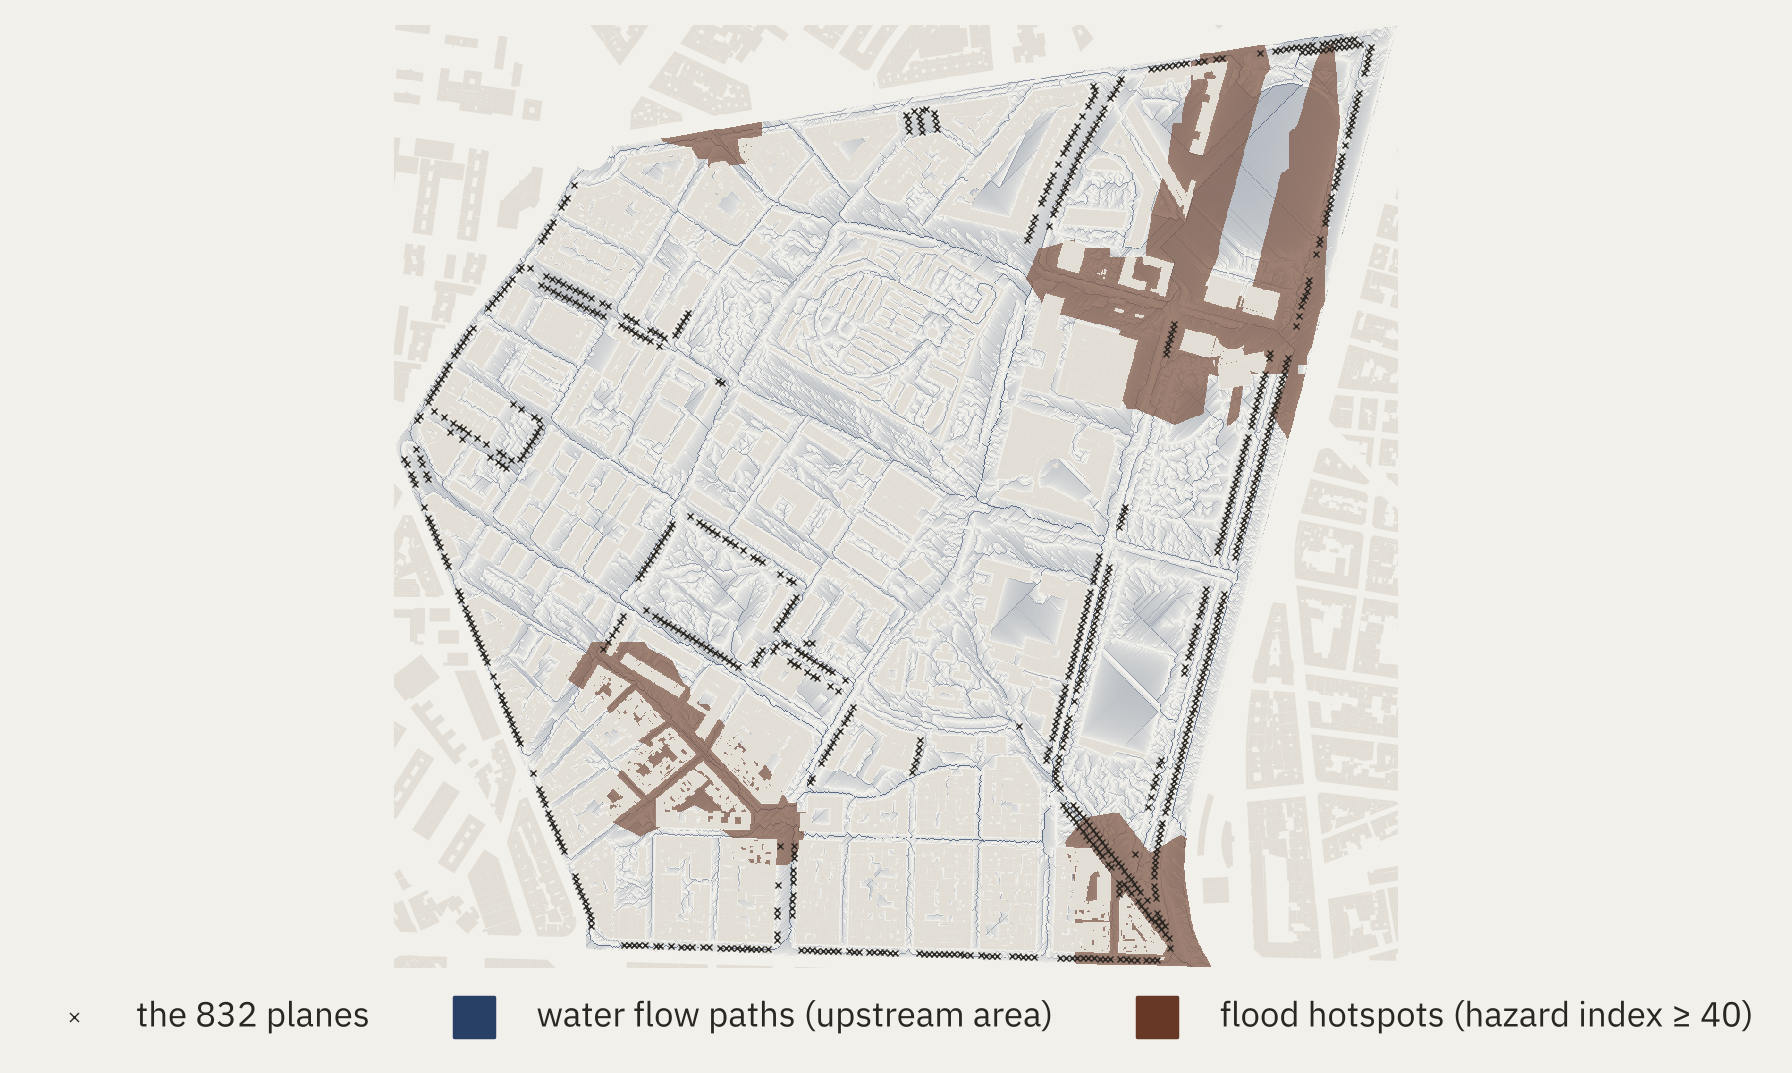 the 832 planes
water flow paths (upstream area)
flood hotspots (hazard index ≥ 40)